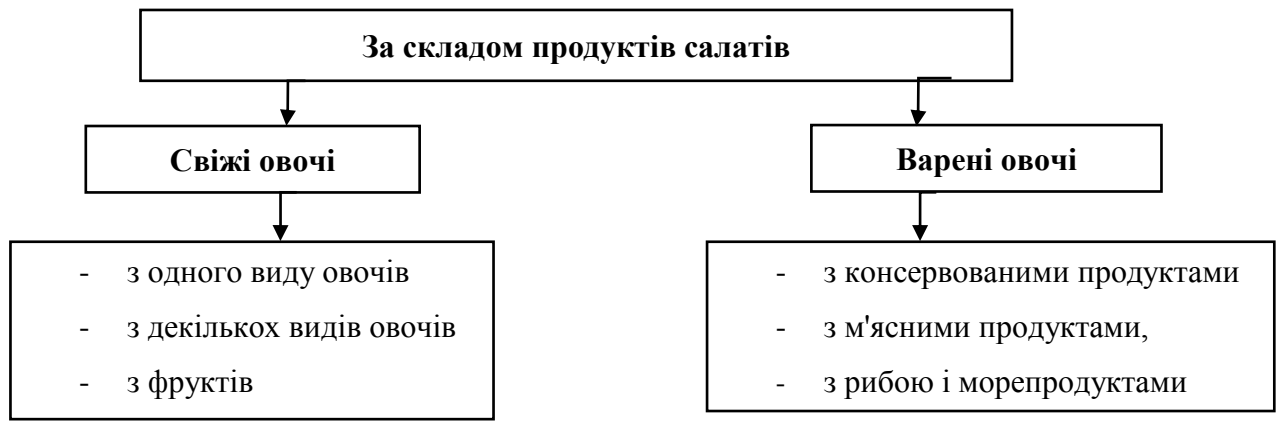 За складом продуктів салатів
Свіжі овочі
Варені овочі
- з одного виду овочів
- з декількох видів овочів
- з фруктів
- з консервованими продуктами
- з м'ясними продуктами,
- з рибою і морепродуктами